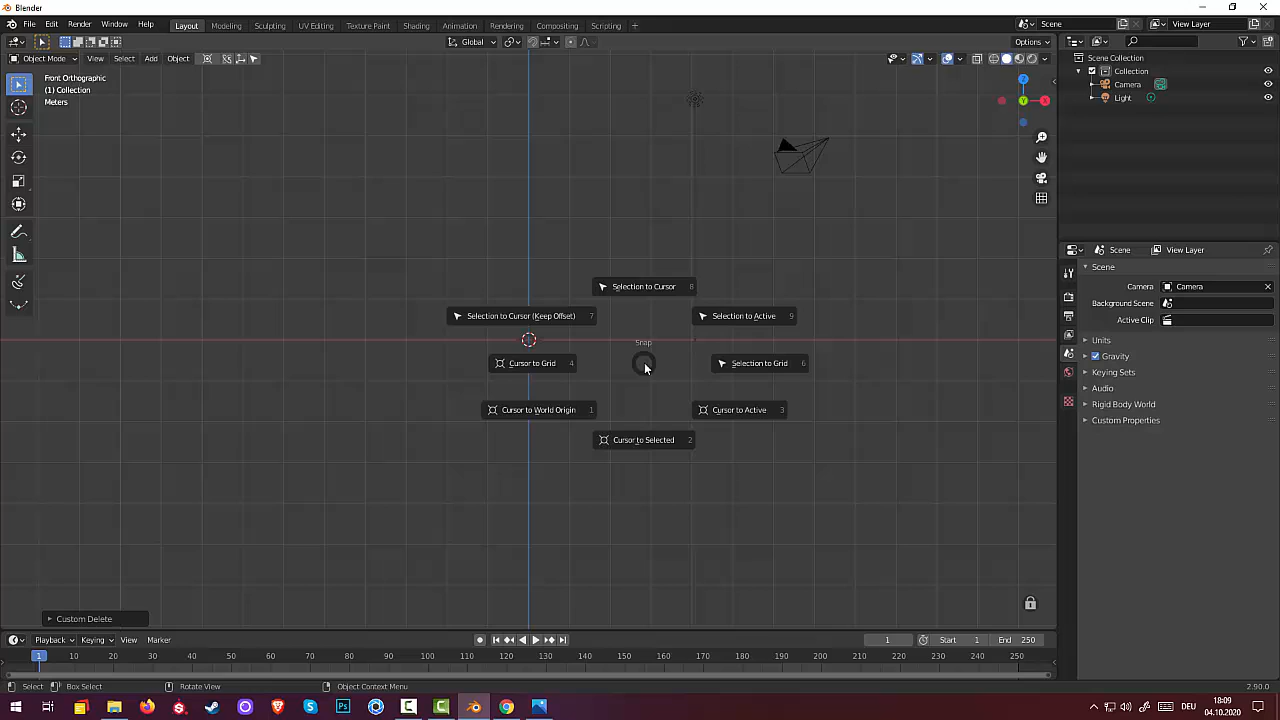 Blender
File Edit Render Window Help Layout Modeling Sculpting UV Editing Texture Paint Shading Animation Rendering Compositing Scripting + Scene View Layer
Global Options
Object Mode View Select Add Object
Front Orthographic
(1) Collection
Meters
Scene Collection
Collection
Camera
Light
Selection to Cursor 8
Selection to Cursor (Keep Offset) 7
Selection to Active 9
Snap
Cursor to Grid 4
Selection to Grid 6
Cursor to World Origin 1
Cursor to Active 3
Cursor to Selected 2
Scene View Layer
Scene
Camera Camera
Background Scene
Active Clip
Units
Gravity
Keying Sets
Audio
Rigid Body World
Custom Properties
Custom Delete
Playback Keying View Marker 1 Start 1 End 250
1 10 20 30 40 50 60 70 80 90 100 110 120 130 140 150 160 170 180 190 200 210 220 230 240 250
Select Box Select Rotate View Object Context Menu 2.90.0
DEU 18:09
04.10.2020